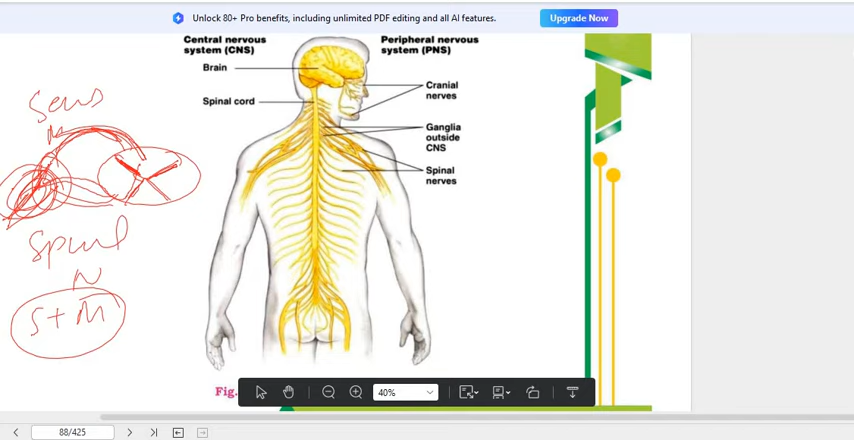 Unlock 80+ Pro benefits, including unlimited PDF editing and all AI features.
Upgrade Now
Central nervous
system (CNS)
Peripheral nervous
system (PNS)
Brain
Spinal cord
Cranial
nerves
Ganglia
outside
CNS
Spinal
nerves
Sens
N
N
S + M
Fig.
40%
88/425